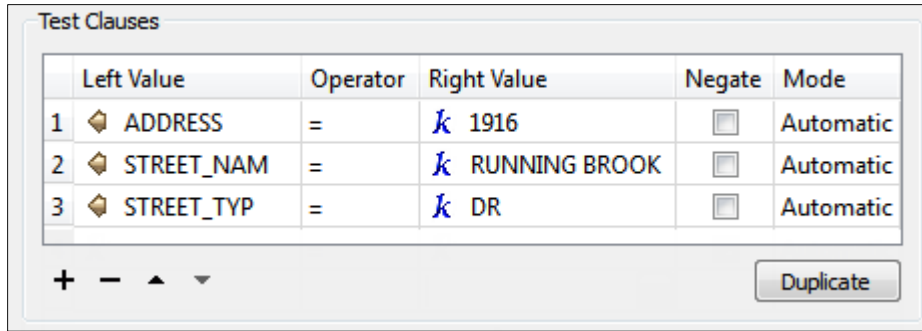 Test Clauses
Left Value Operator Right Value Negate Mode
1 ADDRESS = k 1916 Automatic
2 STREET_NAM = k RUNNING BROOK Automatic
3 STREET_TYP = k DR Automatic
Duplicate